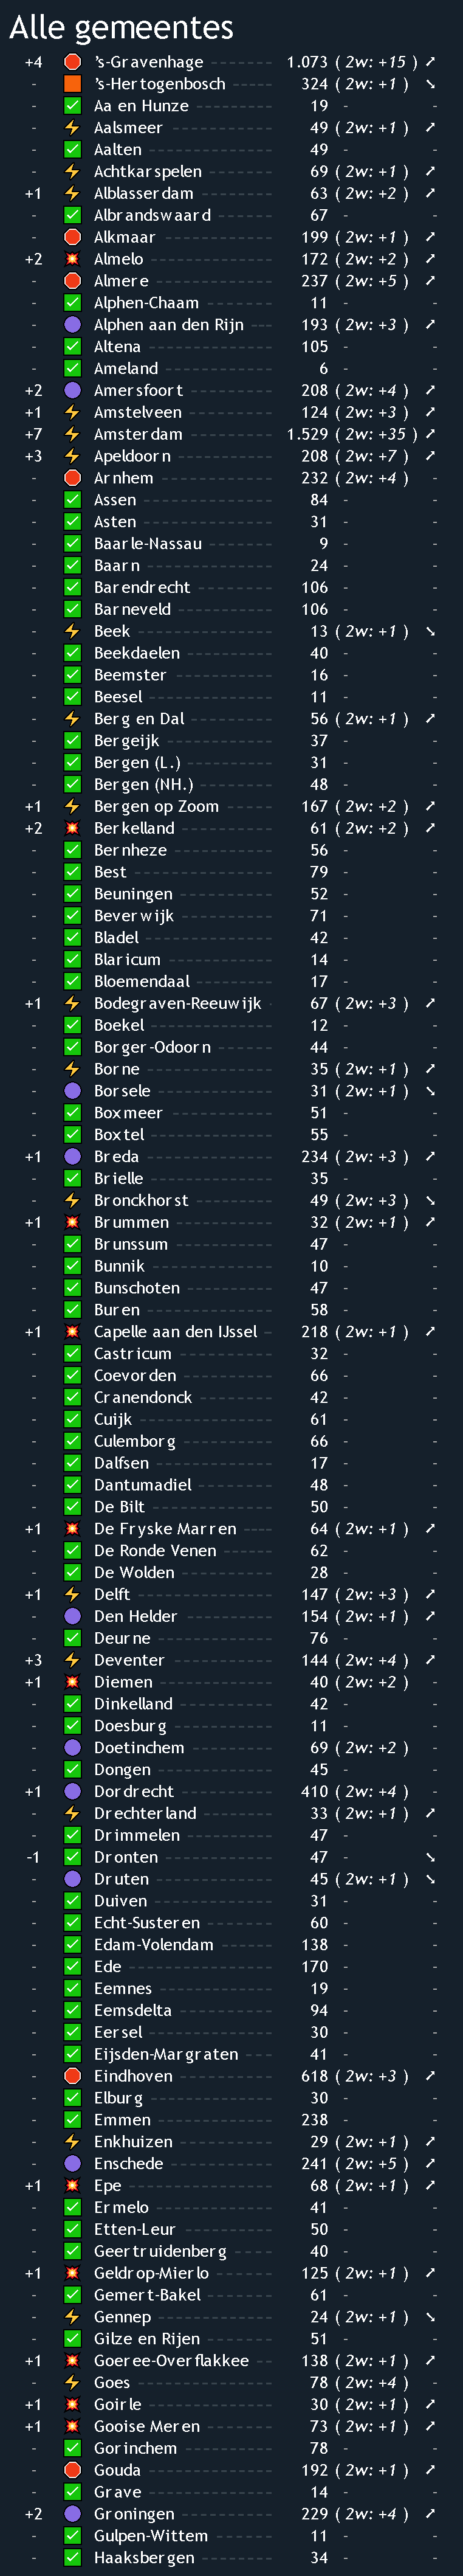 Alle gemeentes
+4 's-Gravenhage 1.073 ( 2w: +15 ) ➚
- 's-Hertogenbosch 324 ( 2w: +1 ) ➘
- Aa en Hunze 19 - -
- Aalsmeer 49 ( 2w: +1 ) ➚
- Aalten 49 - -
- Achtkarspelen 69 ( 2w: +1 ) ➚
+1 Alblasserdam 63 ( 2w: +2 ) ➚
- Albrandswaard 67 - -
- Alkmaar 199 ( 2w: +1 ) ➚
+2 Almelo 172 ( 2w: +2 ) ➚
- Almere 237 ( 2w: +5 ) ➚
- Alphen-Chaam 11 - -
- Alphen aan den Rijn 193 ( 2w: +3 ) ➚
- Altena 105 - -
- Ameland 6 - -
+2 Amersfoort 208 ( 2w: +4 ) ➚
+1 Amstelveen 124 ( 2w: +3 ) ➚
+7 Amsterdam 1.529 ( 2w: +35 ) ➚
+3 Apeldoorn 208 ( 2w: +7 ) ➚
- Arnhem 232 ( 2w: +4 ) -
- Assen 84 - -
- Asten 31 - -
- Baarle-Nassau 9 - -
- Baarn 24 - -
- Barendrecht 106 - -
- Barneveld 106 - -
- Beek 13 ( 2w: +1 ) ➘
- Beekdaelen 40 - -
- Beemster 16 - -
- Beesel 11 - -
- Berg en Dal 56 ( 2w: +1 ) ➚
- Bergeijk 37 - -
- Bergen (L.) 31 - -
- Bergen (NH.) 48 - -
+1 Bergen op Zoom 167 ( 2w: +2 ) ➚
+2 Berkelland 61 ( 2w: +2 ) ➚
- Bernheze 56 - -
- Best 79 - -
- Beuningen 52 - -
- Beverwijk 71 - -
- Bladel 42 - -
- Blaricum 14 - -
- Bloemendaal 17 - -
+1 Bodegraven-Reeuwijk 67 ( 2w: +3 ) ➚
- Boekel 12 - -
- Borger-Odoorn 44 - -
- Borne 35 ( 2w: +1 ) ➚
- Borsele 31 ( 2w: +1 ) ➘
- Boxmeer 51 - -
- Boxtel 55 - -
+1 Breda 234 ( 2w: +3 ) ➚
- Brielle 35 - -
- Bronckhorst 49 ( 2w: +3 ) ➘
+1 Brummen 32 ( 2w: +1 ) ➚
- Brunssum 47 - -
- Bunnik 10 - -
- Bunschoten 47 - -
- Buren 58 - -
+1 Capelle aan den IJssel 218 ( 2w: +1 ) ➚
- Castricum 32 - -
- Coevorden 66 - -
- Cranendonck 42 - -
- Cuijk 61 - -
- Culemborg 66 - -
- Dalfsen 17 - -
- Dantumadiel 48 - -
- De Bilt 50 - -
+1 De Fryske Marren 64 ( 2w: +1 ) ➚
- De Ronde Venen 62 - -
- De Wolden 28 - -
+1 Delft 147 ( 2w: +3 ) ➚
- Den Helder 154 ( 2w: +1 ) ➚
- Deurne 76 - -
+3 Deventer 144 ( 2w: +4 ) ➚
+1 Diemen 40 ( 2w: +2 ) -
- Dinkelland 42 - -
- Doesburg 11 - -
- Doetinchem 69 ( 2w: +2 ) -
- Dongen 45 - -
+1 Dordrecht 410 ( 2w: +4 ) -
- Drechterland 33 ( 2w: +1 ) ➚
- Drimmelen 47 - -
-1 Dronten 47 - ➘
- Druten 45 ( 2w: +1 ) ➘
- Duiven 31 - -
- Echt-Susteren 60 - -
- Edam-Volendam 138 - -
- Ede 170 - -
- Eemnes 19 - -
- Eemsdelta 94 - -
- Eersel 30 - -
- Eijsden-Margraten 41 - -
- Eindhoven 618 ( 2w: +3 ) ➚
- Elburg 30 - -
- Emmen 238 - -
- Enkhuizen 29 ( 2w: +1 ) ➚
- Enschede 241 ( 2w: +5 ) ➚
+1 Epe 68 ( 2w: +1 ) ➚
- Ermelo 41 - -
- Etten-Leur 50 - -
- Geertruidenberg 40 - -
+1 Geldrop-Mierlo 125 ( 2w: +1 ) ➚
- Gemert-Bakel 61 - -
- Gennep 24 ( 2w: +1 ) ➘
- Gilze en Rijen 51 - -
+1 Goeree-Overflakkee 138 ( 2w: +1 ) ➚
- Goes 78 ( 2w: +4 ) -
+1 Goirle 30 ( 2w: +1 ) ➚
+1 Gooise Meren 73 ( 2w: +1 ) ➚
- Gorinchem 78 - -
- Gouda 192 ( 2w: +1 ) ➚
- Grave 14 - -
+2 Groningen 229 ( 2w: +4 ) ➚
- Gulpen-Wittem 11 - -
- Haaksbergen 34 - -